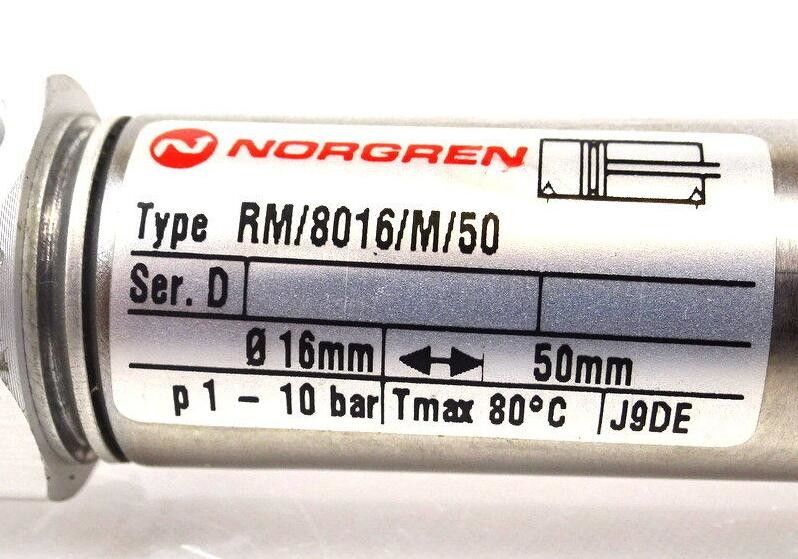 NORGREN
Type RM/8016/M/50
Ser. D
Ø 16mm 50mm
p 1 - 10 bar Tmax 80°C J9DE